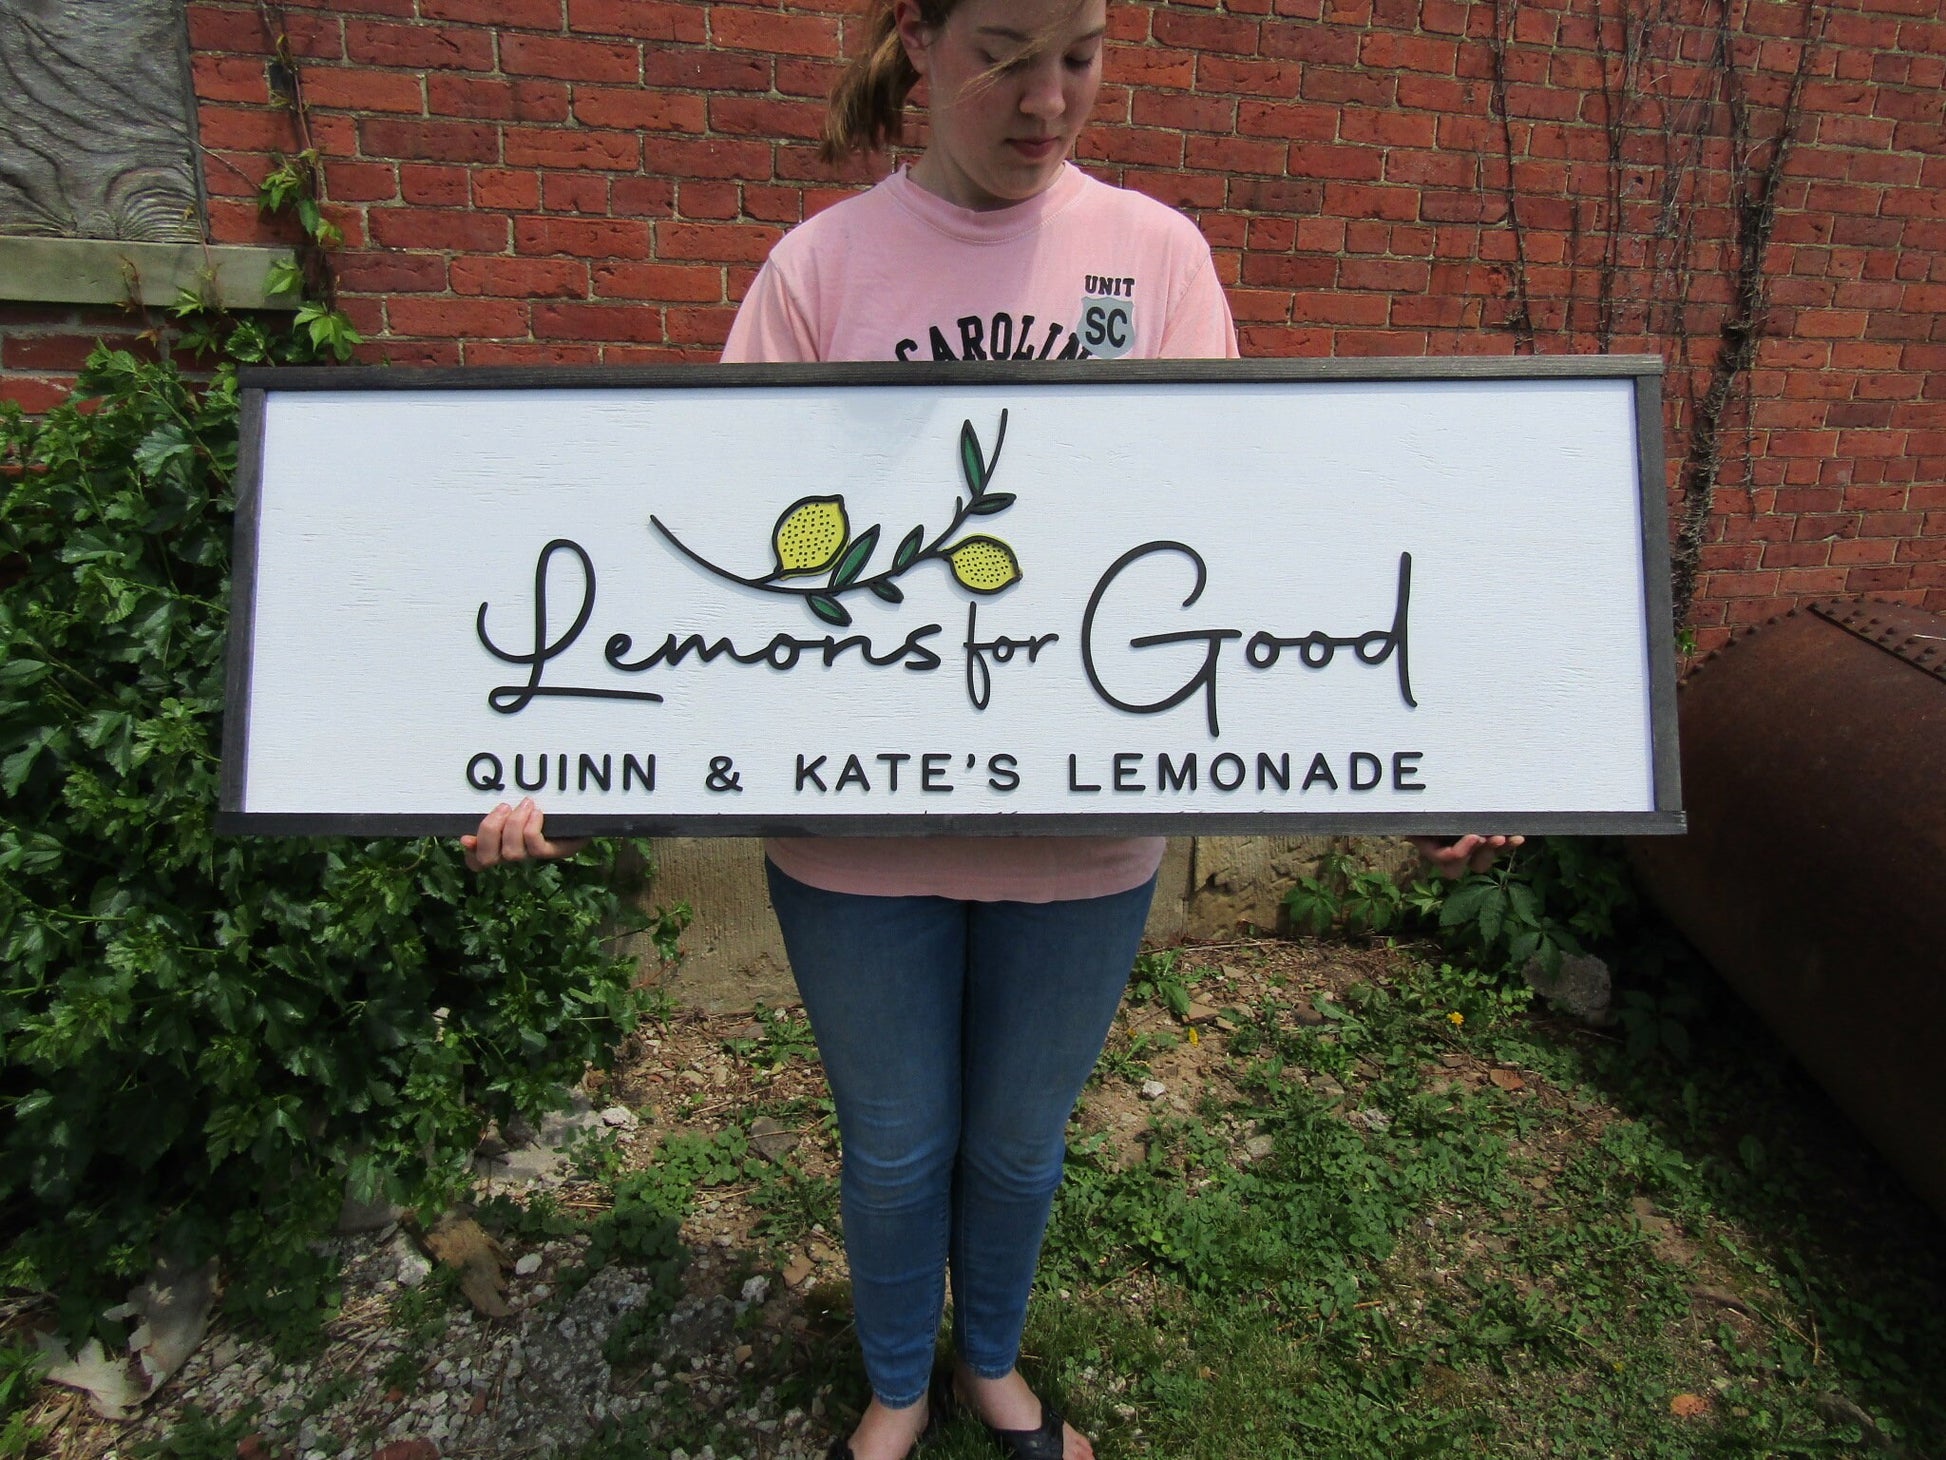 UNIT
SC
Lemons for Good
QUINN & KATE'S LEMONADE